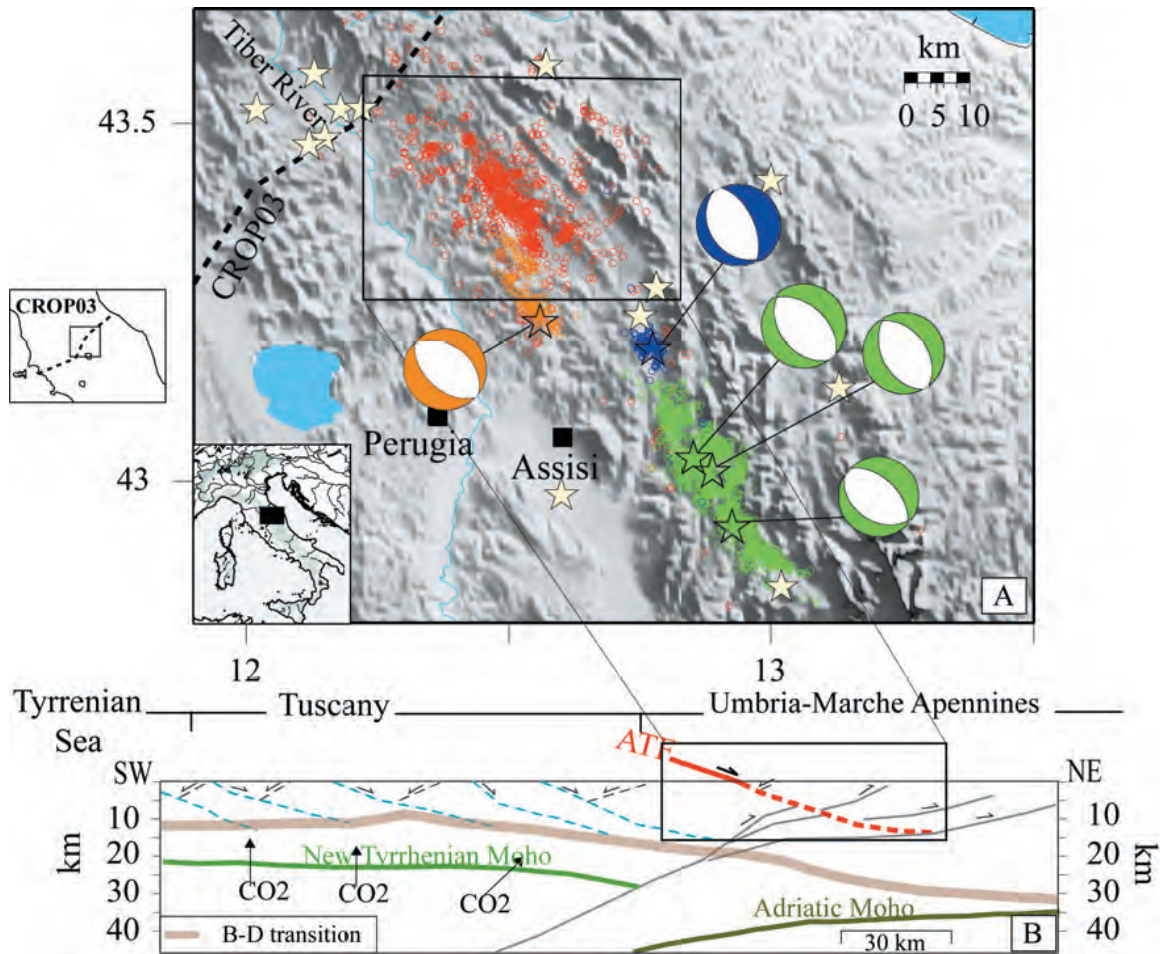 km
0 5 10
Tiber River
43.5
CROP03
CROP03
Perugia
Assisi
43
A
12
13
Tyrrenian
Sea
Tuscany
Umbria-Marche Apennines
ATF
SW
NE
10
20
30
40
km
10
20
30
40
km
New Tyrrhenian Moho
CO2
CO2
CO2
Adriatic Moho
B-D transition
30 km
B